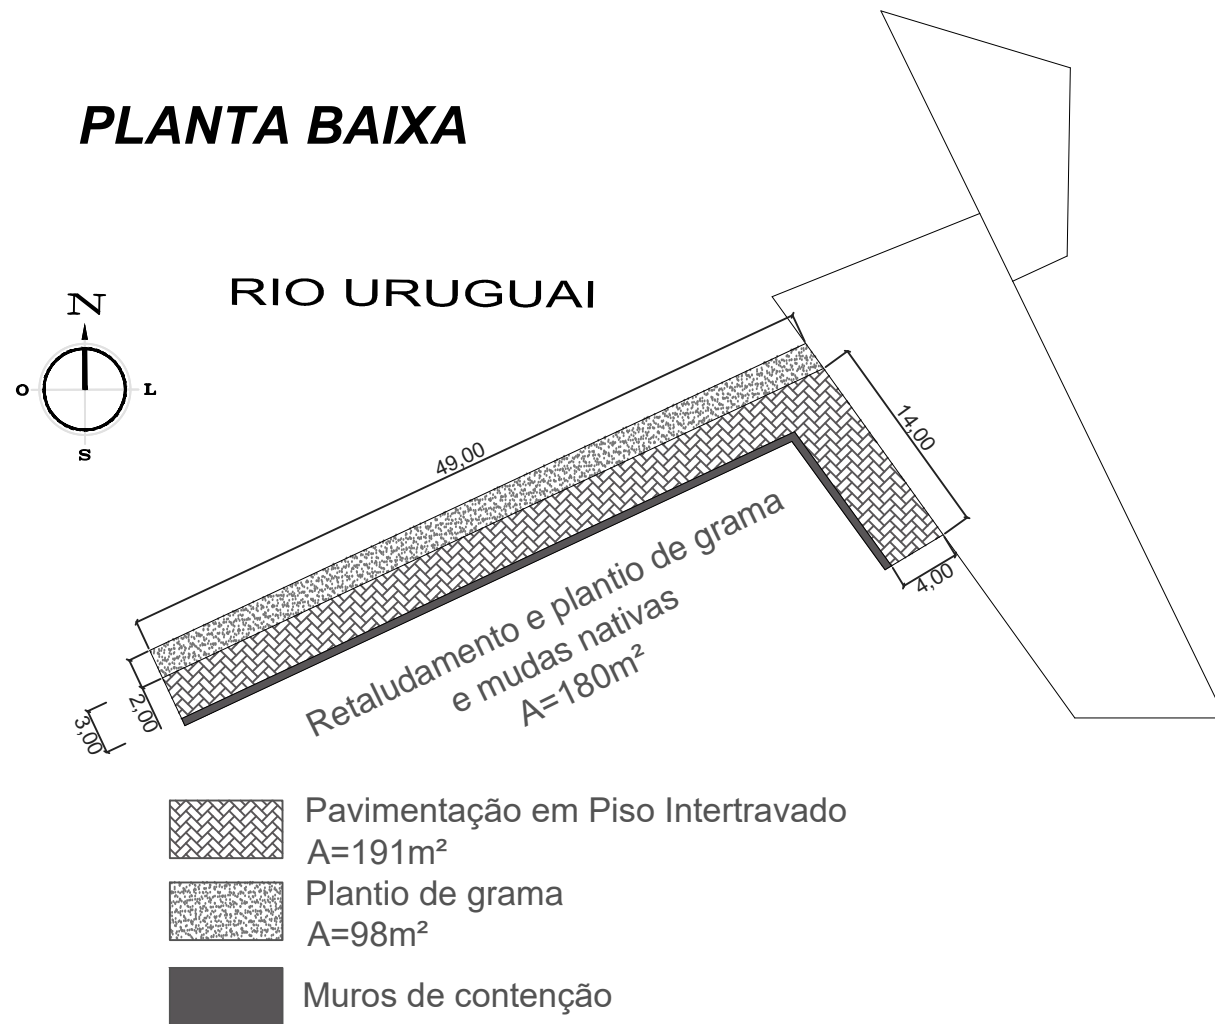 PLANTA BAIXA
RIO URUGUAI
N
O
L
S
49,00
14,00
4,00
2,00
3,00
Retaludamento e plantio de grama
e mudas nativas
A=180m²
Pavimentação em Piso Intertravado
A=191m²
Plantio de grama
A=98m²
Muros de contenção